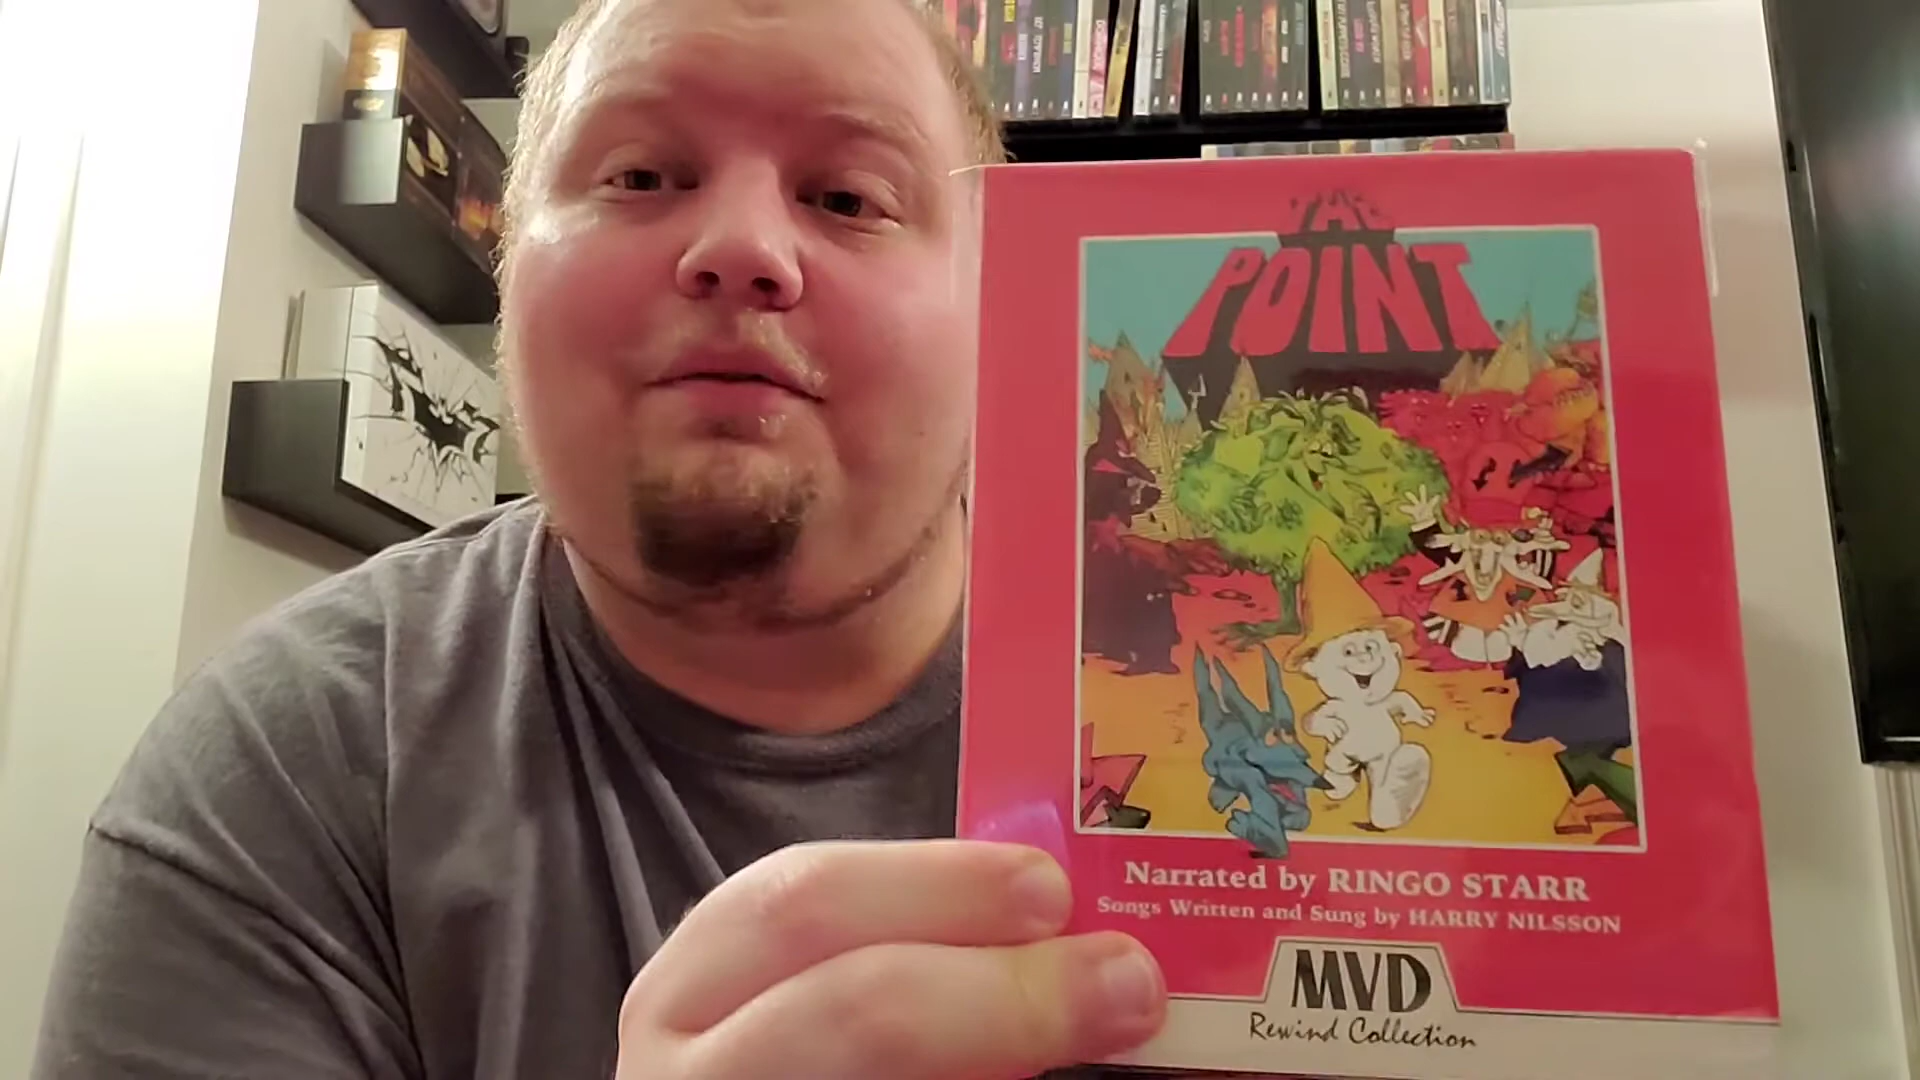 THE
POINT
Narrated by RINGO STARR
Songs Written and Sung by HARRY NILSSON
MVD
Rewind Collection